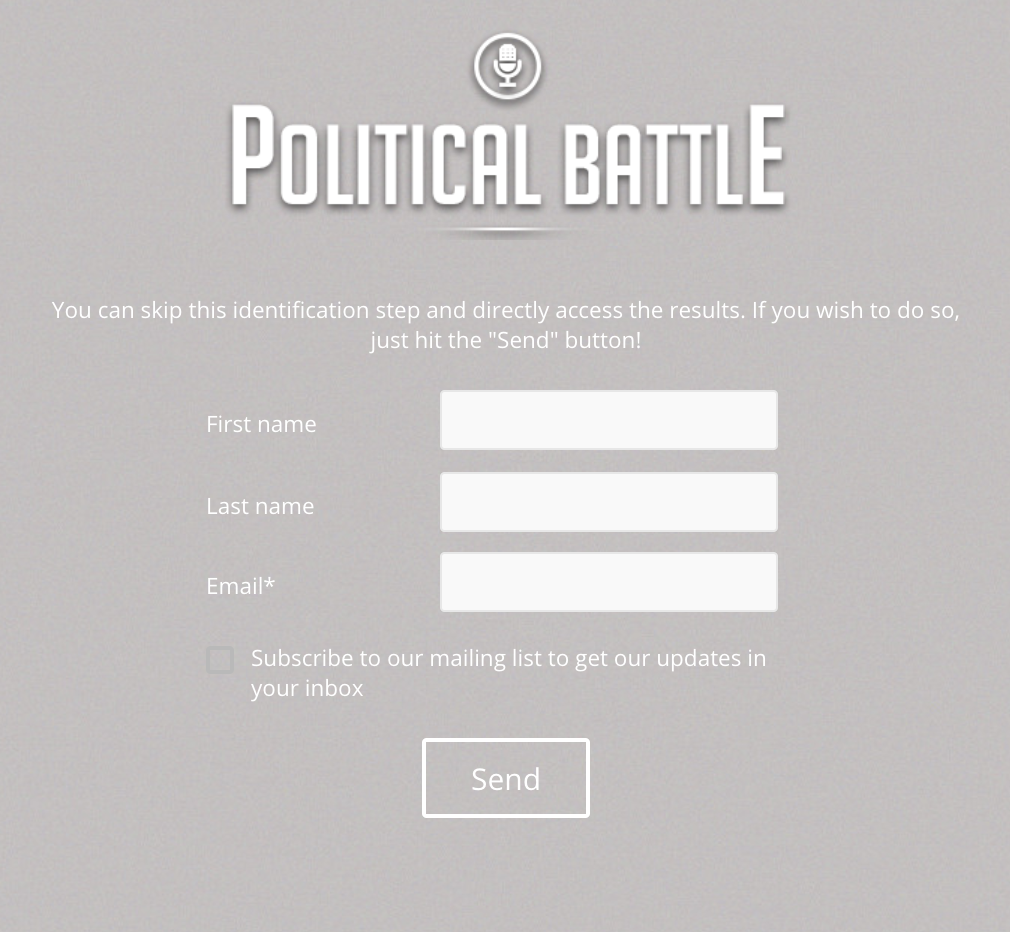 POLITICAL BATTLE
You can skip this identification step and directly access the results. If you wish to do so,
just hit the "Send" button!
First name
Last name
Email*
Subscribe to our mailing list to get our updates in
your inbox
Send